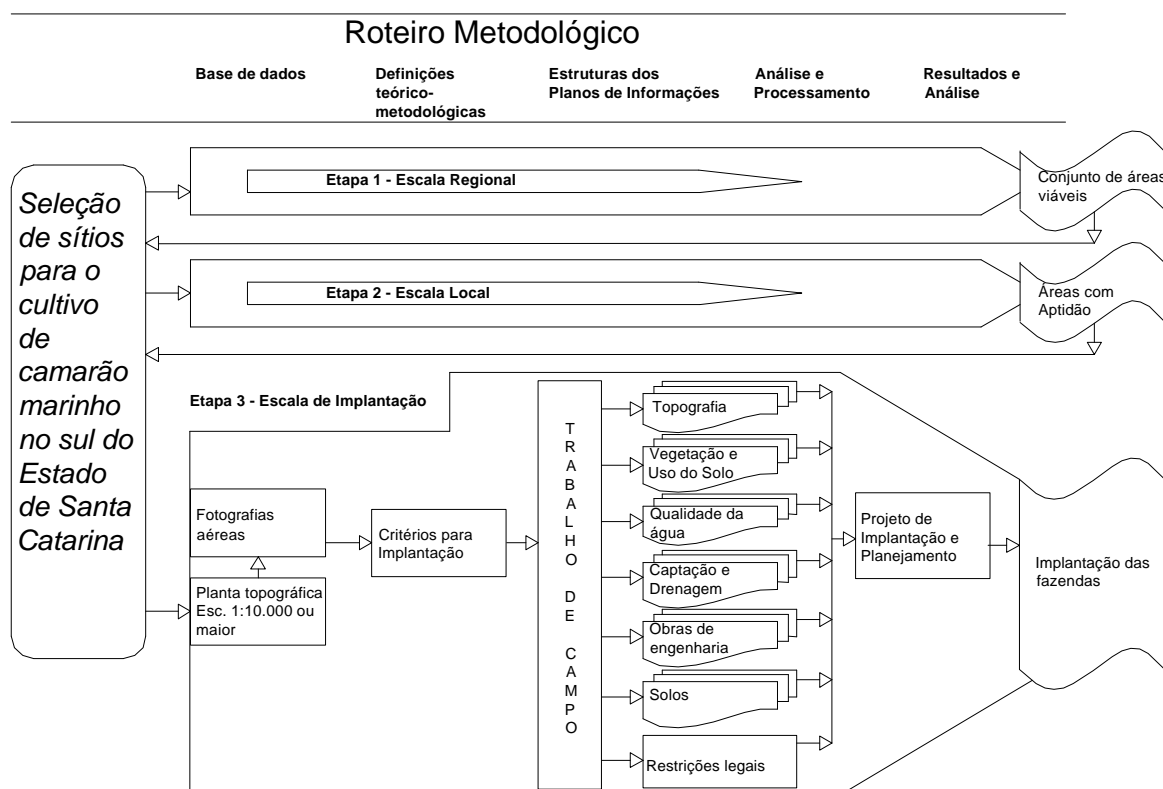 Roteiro Metodológico
Base de dados
Definições
teórico-
metodológicas
Estruturas dos
Planos de Informações
Análise e
Processamento
Resultados e
Análise
Seleção
de sítios
para o
cultivo
de
camarão
marinho
no sul do
Estado
de Santa
Catarina
Etapa 1 - Escala Regional
Conjunto de áreas
viáveis
Etapa 2 - Escala Local
Áreas com
Aptidão
Etapa 3 - Escala de Implantação
Fotografias
aéreas
Planta topográfica
Esc. 1:10.000 ou
maior
Critérios para
Implantação
TRABALHO DE CAMPO
Topografia
Vegetação e
Uso do Solo
Qualidade da
água
Captação e
Drenagem
Obras de
engenharia
Solos
Restrições legais
Projeto de
Implantação e
Planejamento
Implantação das
fazendas